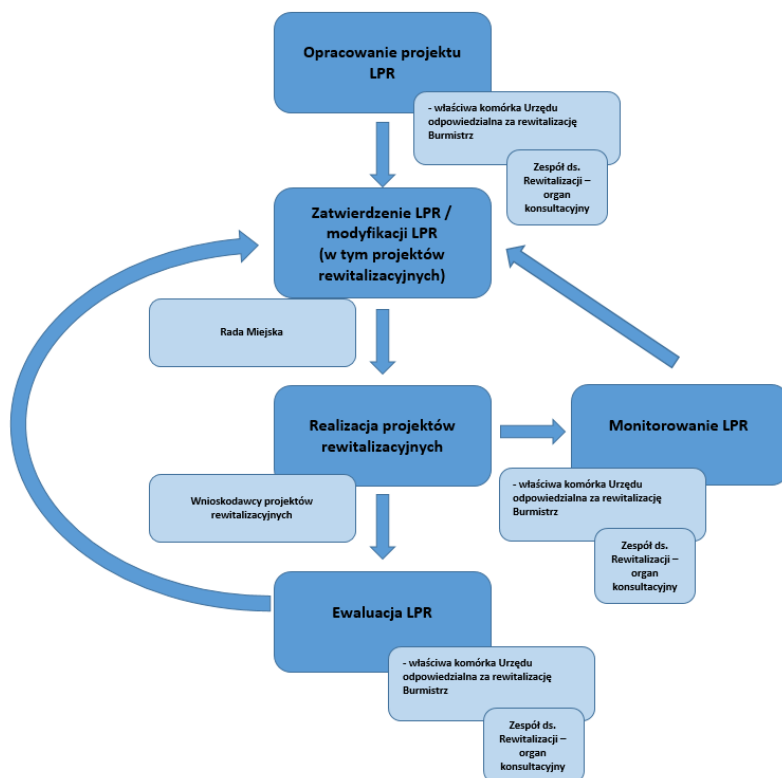 Opracowanie projektu
LPR
- właściwa komórka Urzędu
odpowiedzialna za rewitalizację
Burmistrz
Zespół ds.
Rewitalizacji –
organ
konsultacyjny
Zatwierdzenie LPR /
modyfikacji LPR
(w tym projektów
rewitalizacyjnych)
Rada Miejska
Realizacja projektów
rewitalizacyjnych
Monitorowanie LPR
Wnioskodawcy projektów
rewitalizacyjnych
- właściwa komórka Urzędu
odpowiedzialna za rewitalizację
Burmistrz
Zespół ds.
Rewitalizacji –
organ
konsultacyjny
Ewaluacja LPR
- właściwa komórka Urzędu
odpowiedzialna za rewitalizację
Burmistrz
Zespół ds.
Rewitalizacji –
organ
konsultacyjny